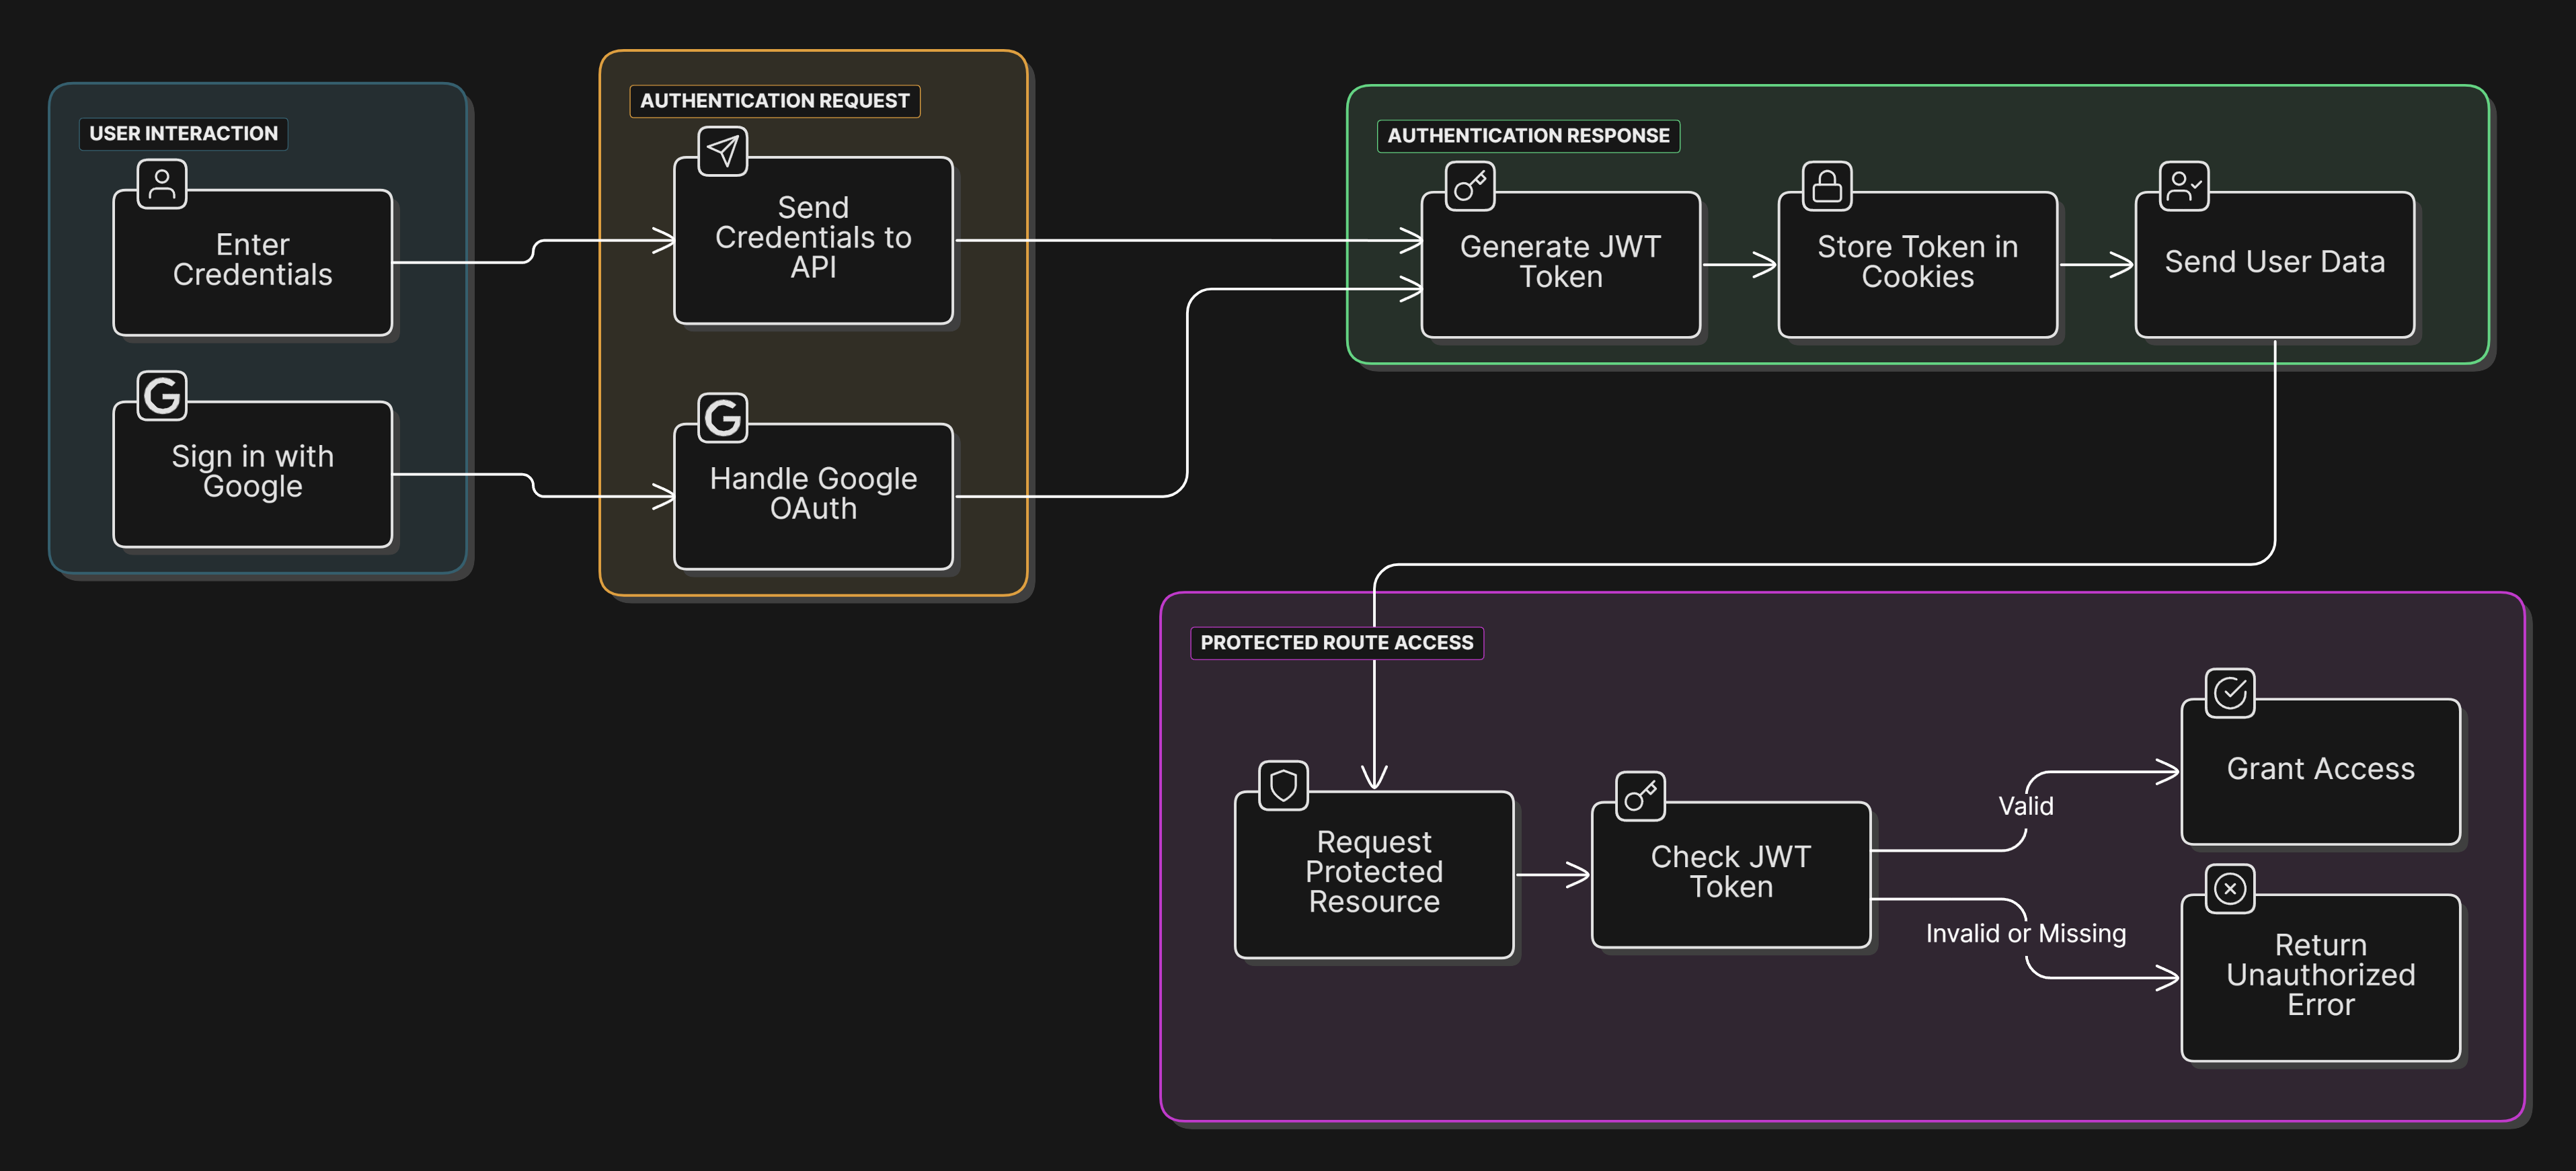 USER INTERACTION
Enter
Credentials
Sign in with
Google
AUTHENTICATION REQUEST
Send
Credentials to
API
Handle Google
OAuth
AUTHENTICATION RESPONSE
Generate JWT
Token
Store Token in
Cookies
Send User Data
PROTECTED ROUTE ACCESS
Request
Protected
Resource
Check JWT
Token
Valid
Invalid or Missing
Grant Access
Return
Unauthorized
Error